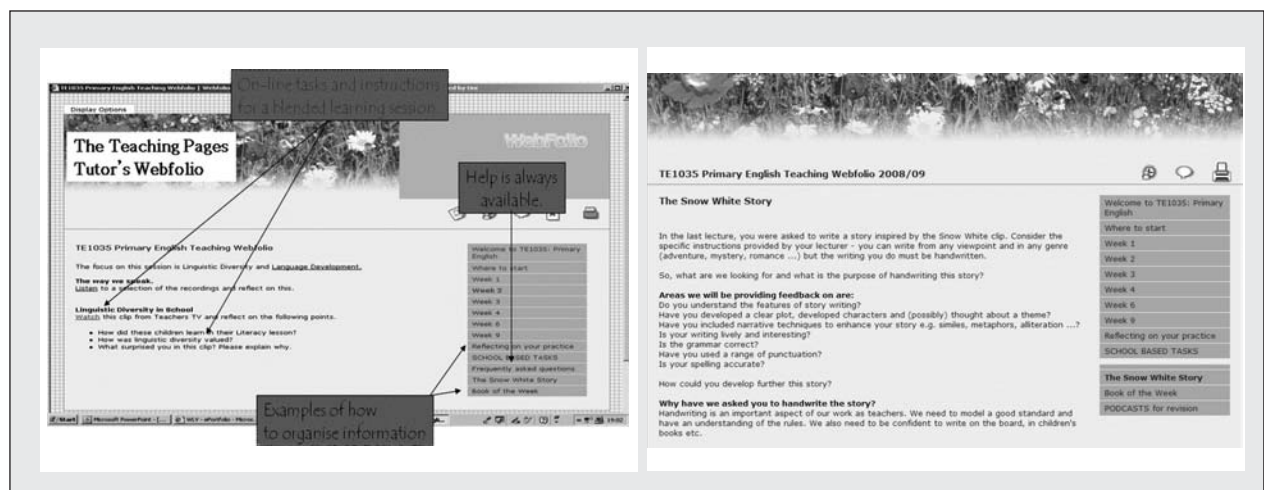 On-line tasks and instructions
for a blended learning session.
TE1035 Primary English Teaching Webfolio | Webfolio
Display Options
The Teaching Pages
Tutor's Webfolio
WebFolio
Help is always
available.
TE1035 Primary English Teaching Webfolio
The focus on this session is Linguistic Diversity and Language Development.
The way we speak.
Listen to a selection of the recordings and reflect on this.
Linguistic Diversity in School
Watch this clip from Teachers TV and reflect on the following points.
• How did these children learn in their Literacy lesson?
• How was linguistic diversity valued?
• What surprised you in this clip? Please explain why.
Welcome to TE1035: Primary
English
Where to start
Week 1
Week 2
Week 3
Week 4
Week 6
Week 9
Reflecting on your practice
SCHOOL BASED TASKS
Frequently asked questions
The Snow White Story
Book of the Week
Examples of how
to organise information
Start
Microsoft PowerPoint - [...
WLV - ePortfolio - Micro...
19:02
TE1035 Primary English Teaching Webfolio 2008/09
The Snow White Story
In the last lecture, you were asked to write a story inspired by the Snow White clip. Consider the
specific instructions provided by your lecturer - you can write from any viewpoint and in any genre
(adventure, mystery, romance ...) but the writing you do must be handwritten.
So, what are we looking for and what is the purpose of handwriting this story?
Areas we will be providing feedback on are:
Do you understand the features of story writing?
Have you developed a clear plot, developed characters and (possibly) thought about a theme?
Have you included narrative techniques to enhance your story e.g. similes, metaphors, alliteration ...?
Is your writing lively and interesting?
Is the grammar correct?
Have you used a range of punctuation?
Is your spelling accurate?
How could you develop further this story?
Why have we asked you to handwrite the story?
Handwriting is an important aspect of our work as teachers. We need to model a good standard and
have an understanding of the rules. We also need to be confident to write on the board, in children's
books etc.
Welcome to TE1035: Primary
English
Where to start
Week 1
Week 2
Week 3
Week 4
Week 6
Week 9
Reflecting on your practice
SCHOOL BASED TASKS
The Snow White Story
Book of the Week
PODCASTS for revision